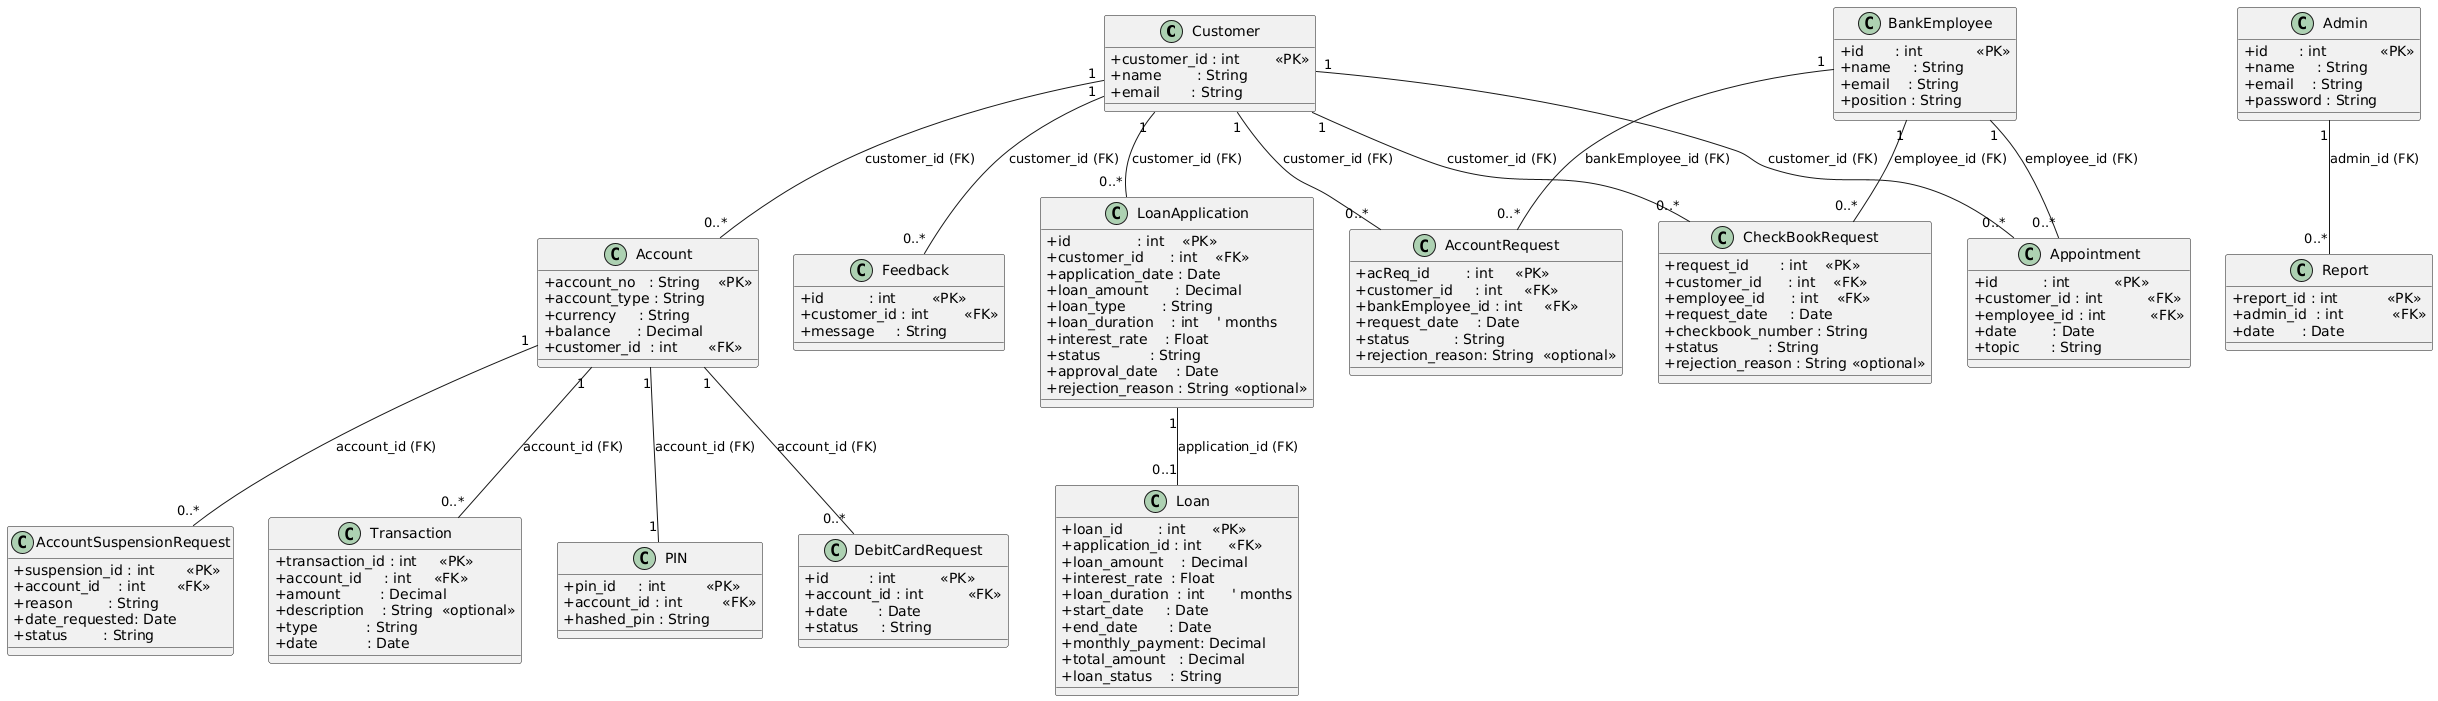 C Customer
+customer_id : int «PK»
+name : String
+email : String
C BankEmployee
+id : int «PK»
+name : String
+email : String
+position : String
C Admin
+id : int «PK»
+name : String
+email : String
+password : String
1
1
1
1
1
1
1
1
1
1
customer_id (FK)
customer_id (FK)
customer_id (FK)
customer_id (FK)
customer_id (FK)
bankEmployee_id (FK)
customer_id (FK)
employee_id (FK)
employee_id (FK)
admin_id (FK)
0..*
0..*
0..*
0..*
0..*
0..*
0..*
0..*
0..*
0..*
C Account
+account_no : String «PK»
+account_type : String
+currency : String
+balance : Decimal
+customer_id : int «FK»
C Feedback
+id : int «PK»
+customer_id : int «FK»
+message : String
C LoanApplication
+id : int «PK»
+customer_id : int «FK»
+application_date : Date
+loan_amount : Decimal
+loan_type : String
+loan_duration : int ' months
+interest_rate : Float
+status : String
+approval_date : Date
+rejection_reason : String «optional»
C AccountRequest
+acReq_id : int «PK»
+customer_id : int «FK»
+bankEmployee_id : int «FK»
+request_date : Date
+status : String
+rejection_reason: String «optional»
C CheckBookRequest
+request_id : int «PK»
+customer_id : int «FK»
+employee_id : int «FK»
+request_date : Date
+checkbook_number : String
+status : String
+rejection_reason : String «optional»
C Appointment
+id : int «PK»
+customer_id : int «FK»
+employee_id : int «FK»
+date : Date
+topic : String
C Report
+report_id : int «PK»
+admin_id : int «FK»
+date : Date
1
1
1
1
1
account_id (FK)
account_id (FK)
account_id (FK)
account_id (FK)
application_id (FK)
0..*
0..*
1
0..*
0..1
C AccountSuspensionRequest
+suspension_id : int «PK»
+account_id : int «FK»
+reason : String
+date_requested: Date
+status : String
C Transaction
+transaction_id : int «PK»
+account_id : int «FK»
+amount : Decimal
+description : String «optional»
+type : String
+date : Date
C PIN
+pin_id : int «PK»
+account_id : int «FK»
+hashed_pin : String
C DebitCardRequest
+id : int «PK»
+account_id : int «FK»
+date : Date
+status : String
C Loan
+loan_id : int «PK»
+application_id : int «FK»
+loan_amount : Decimal
+interest_rate : Float
+loan_duration : int ' months
+start_date : Date
+end_date : Date
+monthly_payment: Decimal
+total_amount : Decimal
+loan_status : String